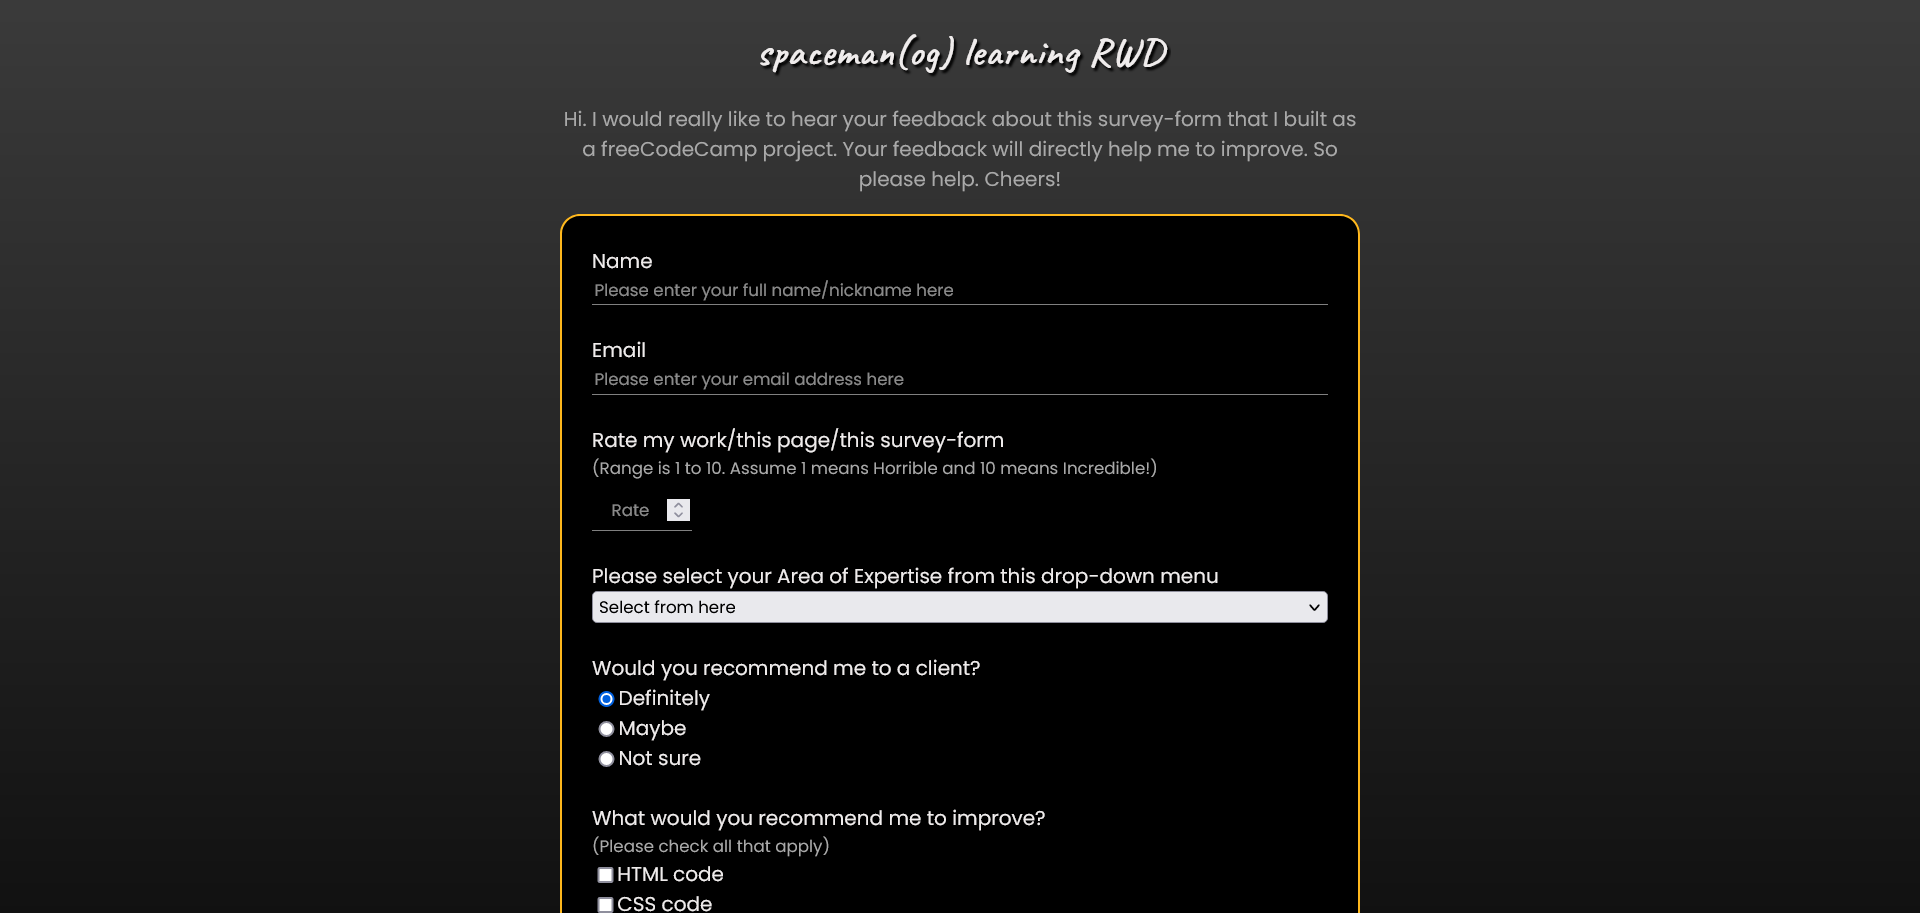 spaceman(og) learning RWD
Hi. I would really like to hear your feedback about this survey-form that I built as
a freeCodeCamp project. Your feedback will directly help me to improve. So
please help. Cheers!
Name
Please enter your full name/nickname here
Email
Please enter your email address here
Rate my work/this page/this survey-form
(Range is 1 to 10. Assume 1 means Horrible and 10 means Incredible!)
Rate
Please select your Area of Expertise from this drop-down menu
Select from here
Would you recommend me to a client?
Definitely
Maybe
Not sure
What would you recommend me to improve?
(Please check all that apply)
HTML code
CSS code